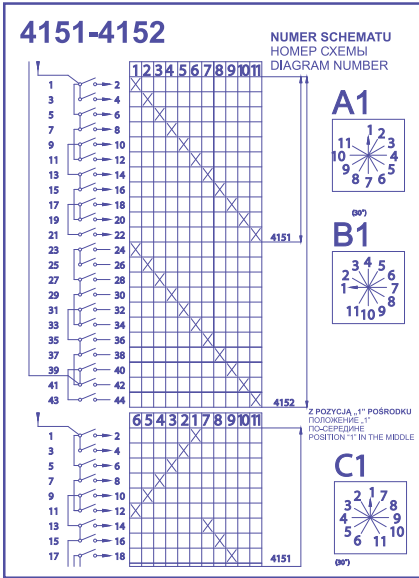 4151-4152
NUMER SCHEMATU
НОМЕР СХЕМЫ
DIAGRAM NUMBER
1 2 3 4 5 6 7 8 9 10 11
1 2 X
3 4 X
5 6 X
7 8 X
9 10 X
11 12 X
13 14 X
15 16 X
17 18 X
19 20 X
21 22 X
4151
23 24 X
25 26 X
27 28 X
29 30 X
31 32 X
33 34 X
35 36 X
37 38 X
39 40 X
41 42 X
43 44 X
4152
A1
1 2 3 4 5 6 7 8 9 10 11
(30°)
B1
1 2 3 4 5 6 7 8 9 10 11
Z POZYCJĄ „1" POŚRODKU
ПОЛОЖЕНИЕ „1"
ПО-СЕРЕДИНЕ
POSITION "1" IN THE MIDDLE
6 5 4 3 2 1 7 8 9 10 11
1 2 X
3 4 X
5 6 X
7 8 X
9 10 X
11 12 X
13 14 X
15 16 X
17 18 X
4151
C1
1 2 3 4 5 6 7 8 9 10 11
(30°)